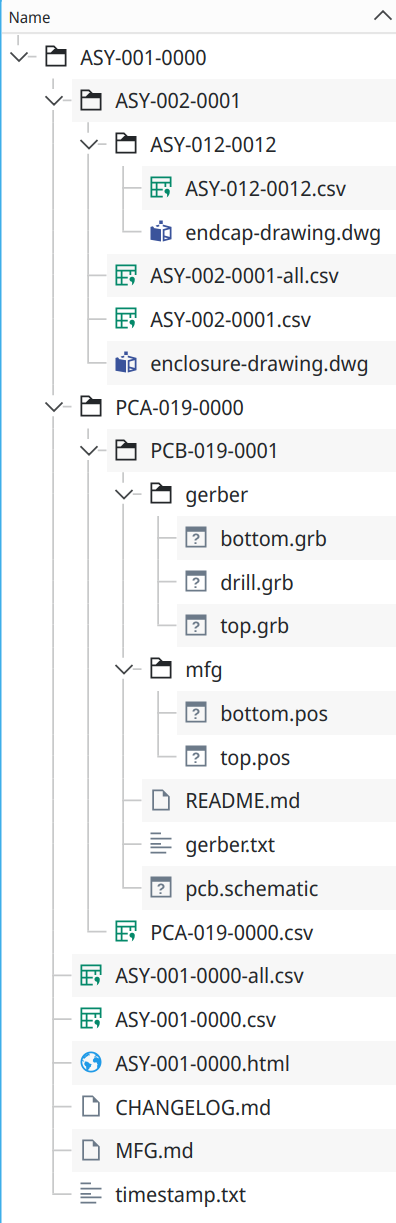 Name
ASY-001-0000
ASY-002-0001
ASY-012-0012
ASY-012-0012.csv
endcap-drawing.dwg
ASY-002-0001-all.csv
ASY-002-0001.csv
enclosure-drawing.dwg
PCA-019-0000
PCB-019-0001
gerber
bottom.grb
drill.grb
top.grb
mfg
bottom.pos
top.pos
README.md
gerber.txt
pcb.schematic
PCA-019-0000.csv
ASY-001-0000-all.csv
ASY-001-0000.csv
ASY-001-0000.html
CHANGELOG.md
MFG.md
timestamp.txt